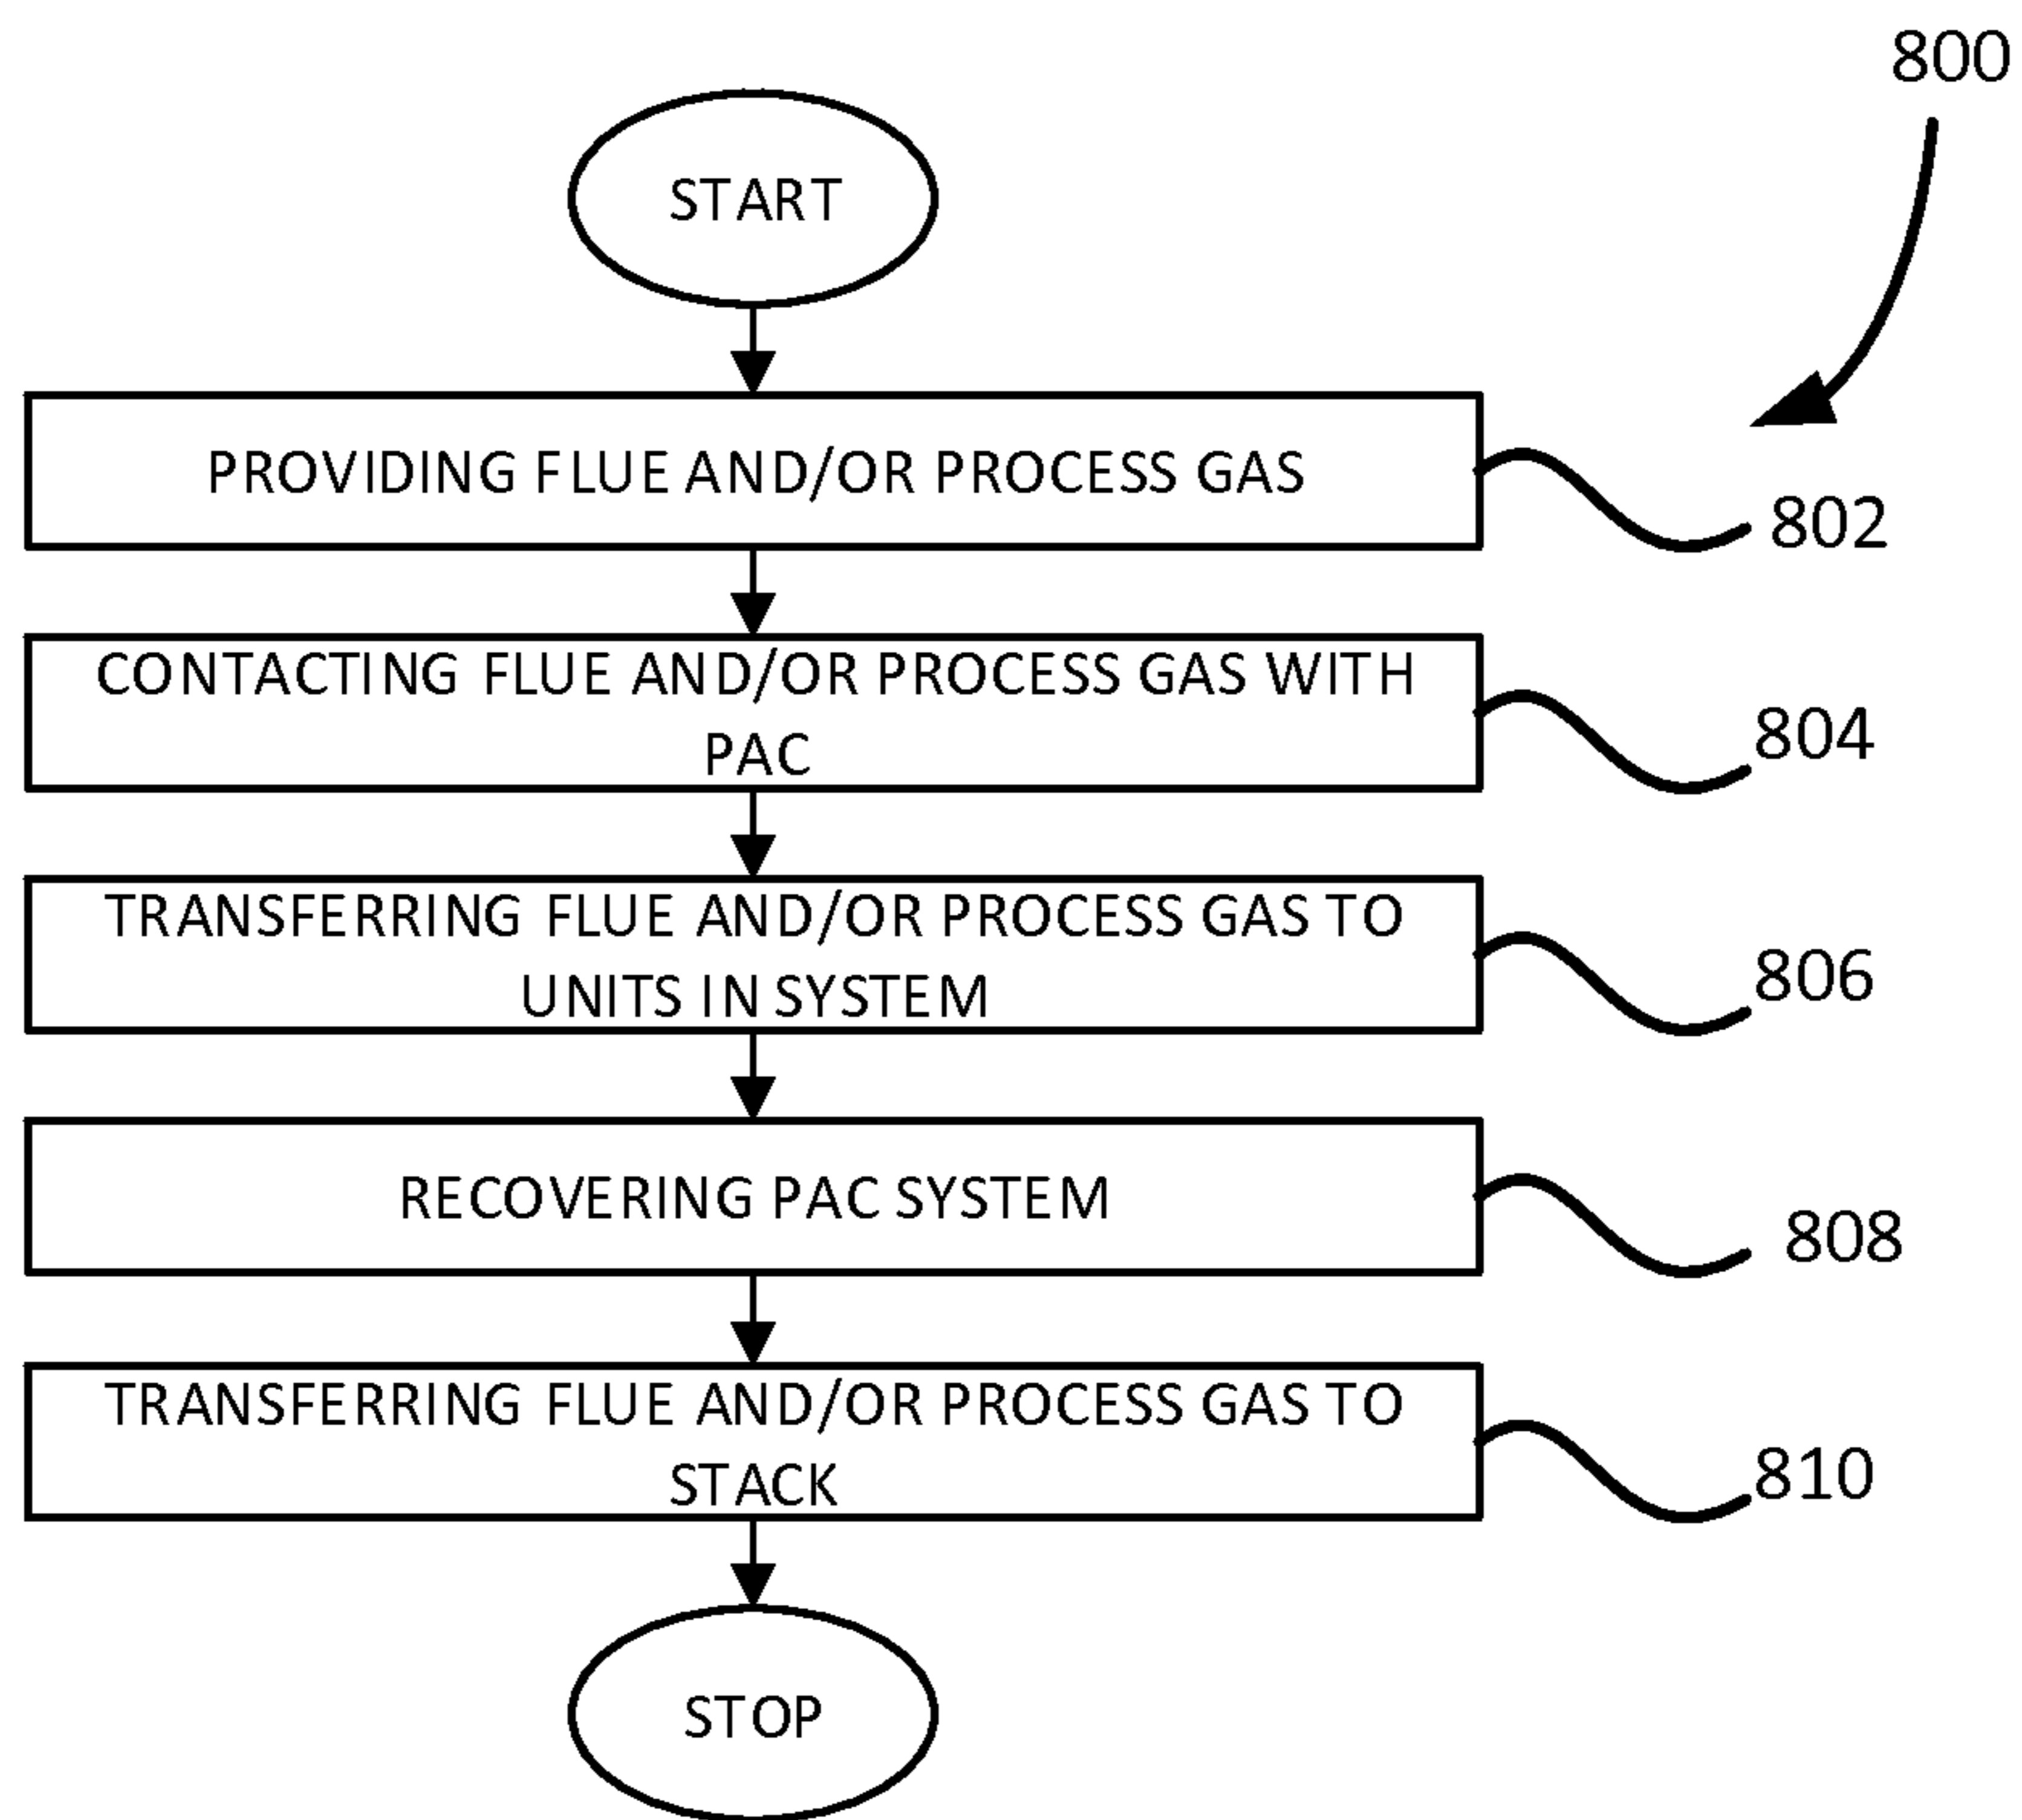 800
START
PROVIDING FLUE AND/OR PROCESS GAS
802
CONTACTING FLUE AND/OR PROCESS GAS WITH
PAC
804
TRANSFERRING FLUE AND/OR PROCESS GAS TO
UNITS IN SYSTEM
806
RECOVERING PAC SYSTEM
808
TRANSFERRING FLUE AND/OR PROCESS GAS TO
STACK
810
STOP